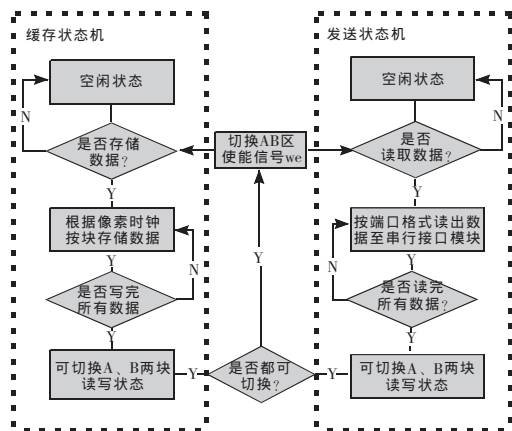 缓存状态机
空闲状态
N
是否存储
数据?
Y
根据像素时钟
按块存储数据
Y
N
是否写完
所有数据
Y
可切换A、B两块
读写状态
Y
切换AB区
使能信号we
Y
是否都可
切换?
Y
发送状态机
空闲状态
N
是否
读取数据?
Y
按端口格式读出数
据至串行接口模块
Y
N
是否读完
所有数据?
Y
可切换A、B两块
读写状态